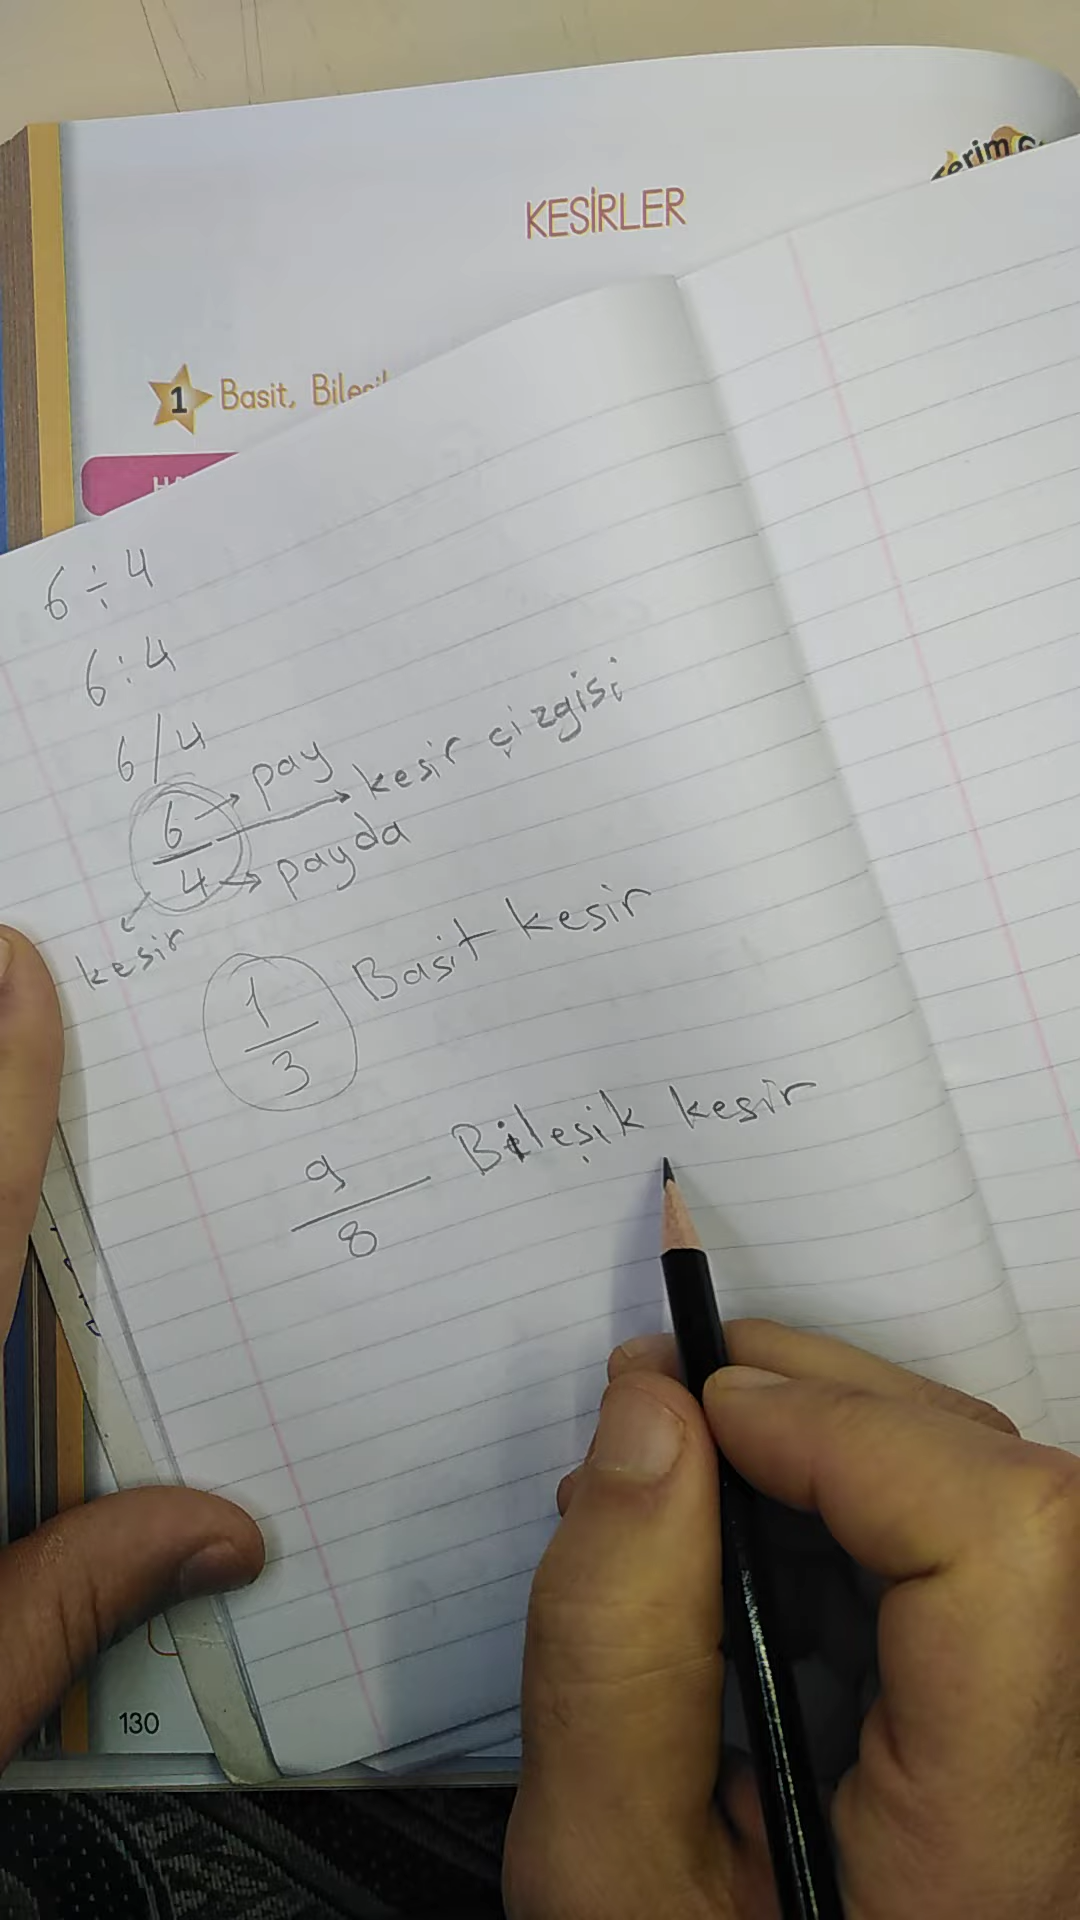 KESİRLER
1 Basit,
6 ÷ 4
6 : 4
6 / 4
6 → pay
→ kesir çizgisi
4 → payda
kesir
1
3
Basit kesir
9
8
Bileşik kesir
130